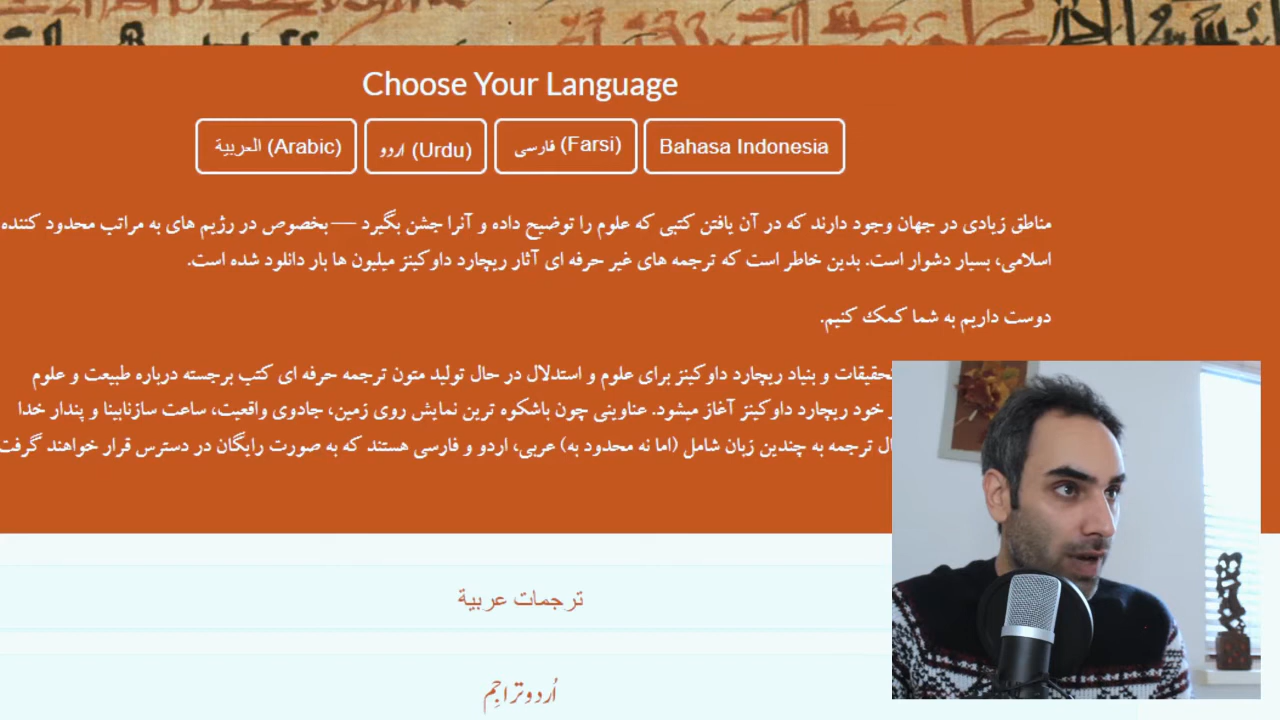 Choose Your Language
العربية (Arabic)
اردو (Urdu)
فارسی (Farsi)
Bahasa Indonesia
مناطق زیادی در جهان وجود دارند که در آن یافتن کتبی که علوم را توضیح داده و آنرا جشن بگیرد — بخصوص در رژیم های به مراتب محدود کننده
اسلامی، بسیار دشوار است. بدین خاطر است که ترجمه های غیر حرفه ای آثار ریچارد داوکینز میلیون ها بار دانلود شده است.
دوست داریم به شما کمک کنیم.
تحقیقات و بنیاد ریچارد داوکینز برای علوم و استدلال در حال تولید متون ترجمه حرفه ای کتب برجسته درباره طبیعت و علوم
خود ریچارد داوکینز آغاز میشود. عناوینی چون باشکوه ترین نمایش روی زمین، جادوی واقعیت، ساعت سازنابینا و پندار خدا
ترجمه به چندین زبان شامل (اما نه محدود به) عربی، اردو و فارسی هستند که به صورت رایگان در دسترس قرار خواهند گرفت
ترجمات عربية
اُردوتراجِم